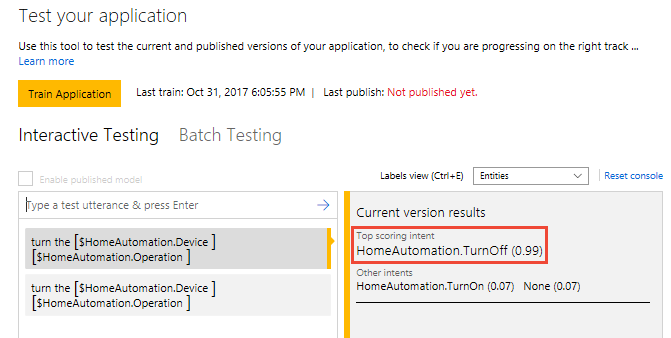 Test your application
Use this tool to test the current and published versions of your application, to check if you are progressing on the right track ...
Learn more
Train Application
Last train: Oct 31, 2017 6:05:55 PM | Last publish: Not published yet.
Interactive Testing
Batch Testing
Enable published model
Labels view (Ctrl+E)
Entities
Reset console
Type a test utterance & press Enter
turn the [$HomeAutomation.Device ]
[$HomeAutomation.Operation ]
turn the [$HomeAutomation.Device ]
[$HomeAutomation.Operation ]
Current version results
Top scoring intent
HomeAutomation.TurnOff (0.99)
Other intents
HomeAutomation.TurnOn (0.07) None (0.07)